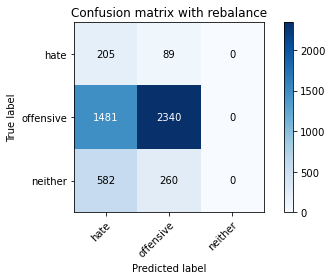 Confusion matrix with rebalance
True label
hate
205 89 0
offensive
1481 2340 0
neither
582 260 0
hate
offensive
neither
Predicted label
2000
1500
1000
500
0